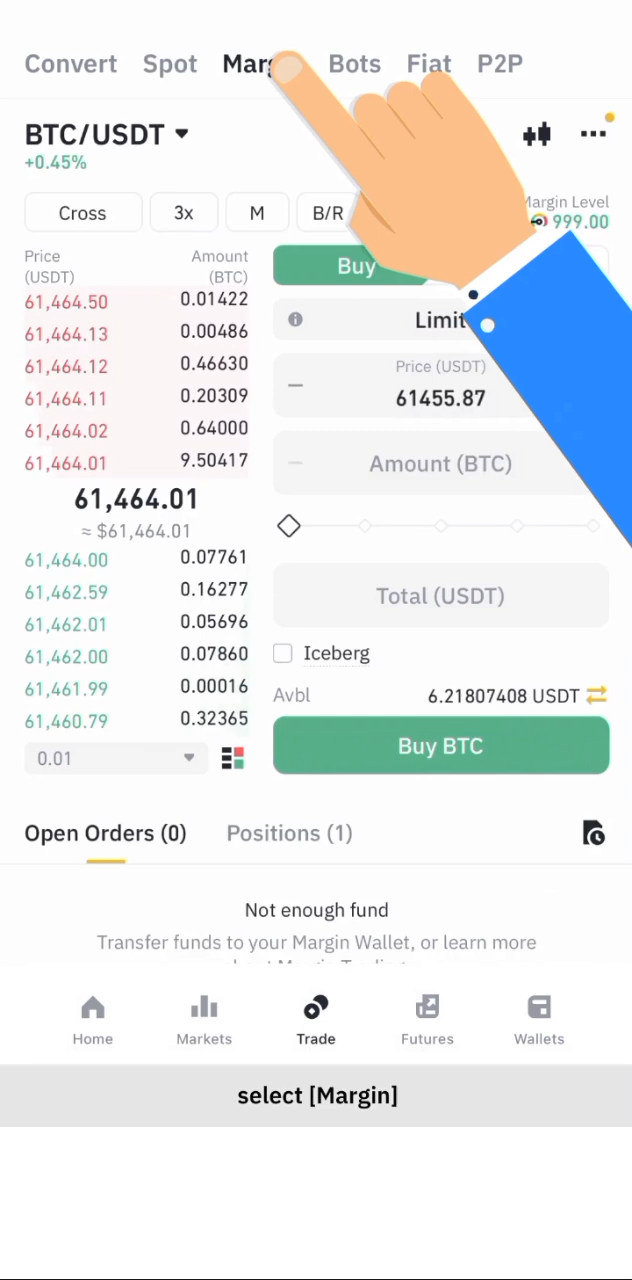 Convert Spot Bots Fiat P2P
BTC/USDT
+0.45%
Cross 3x M B/R
Margin Level
999.00
Price
(USDT)
Amount
(BTC)
61,464.50 0.01422
61,464.13 0.00486
61,464.12 0.46630
61,464.11 0.20309
61,464.02 0.64000
61,464.01 9.50417
61,464.01
≈ $61,464.01
61,464.00 0.07761
61,462.59 0.16277
61,462.01 0.05696
61,462.00 0.07860
61,461.99 0.00016
61,460.79 0.32365
0.01
Buy
Limit
Price (USDT)
61455.87
Amount (BTC)
Total (USDT)
Iceberg
Avbl 6.21807408 USDT
Buy BTC
Open Orders (0) Positions (1)
Not enough fund
Transfer funds to your Margin Wallet, or learn more
Home Markets Trade Futures Wallets
select [Margin]